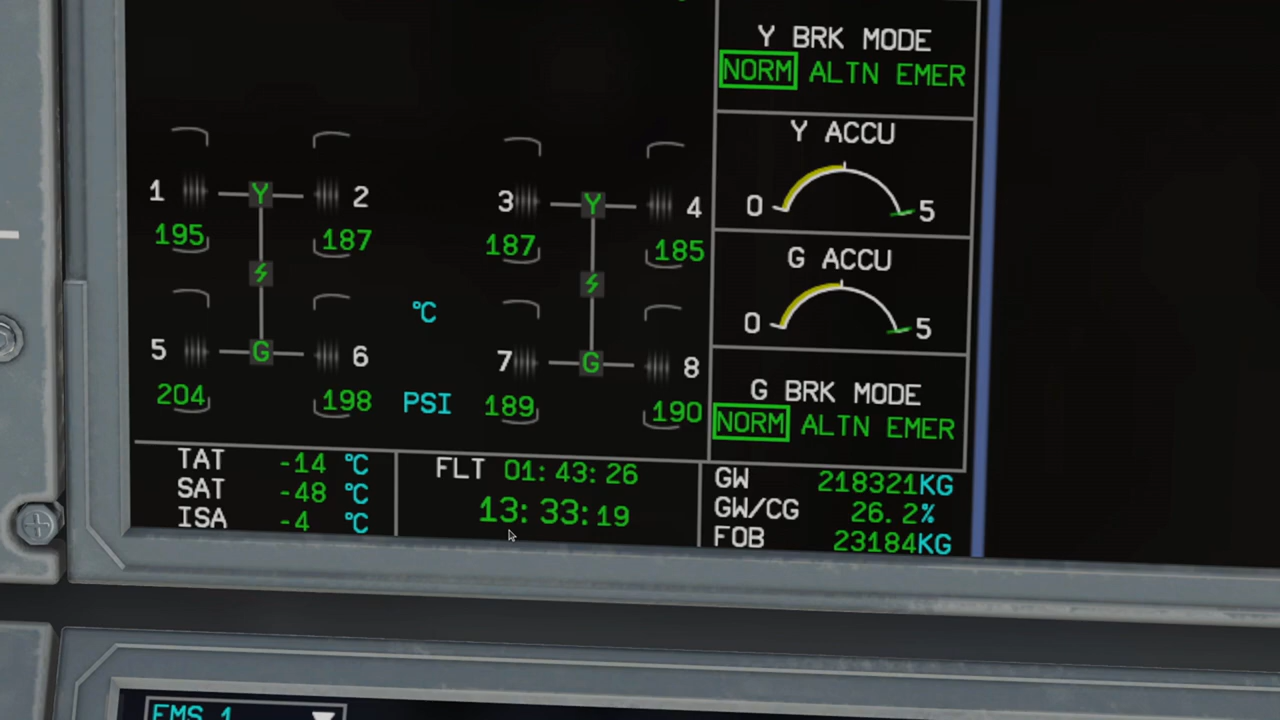 Y BRK MODE
NORM ALTN EMER
Y ACCU
0 5
1 Y 2 3 Y 4
195 187 187 185
G ACCU
0 5
°C
5 G 6 7 G 8
204 198 PSI 189 190
G BRK MODE
NORM ALTN EMER
TAT -14 °C
SAT -48 °C
ISA -4 °C
FLT 01: 43: 26
13: 33:19
GW 218321KG
GW/CG 26.2%
FOB 23184KG
FMS 1